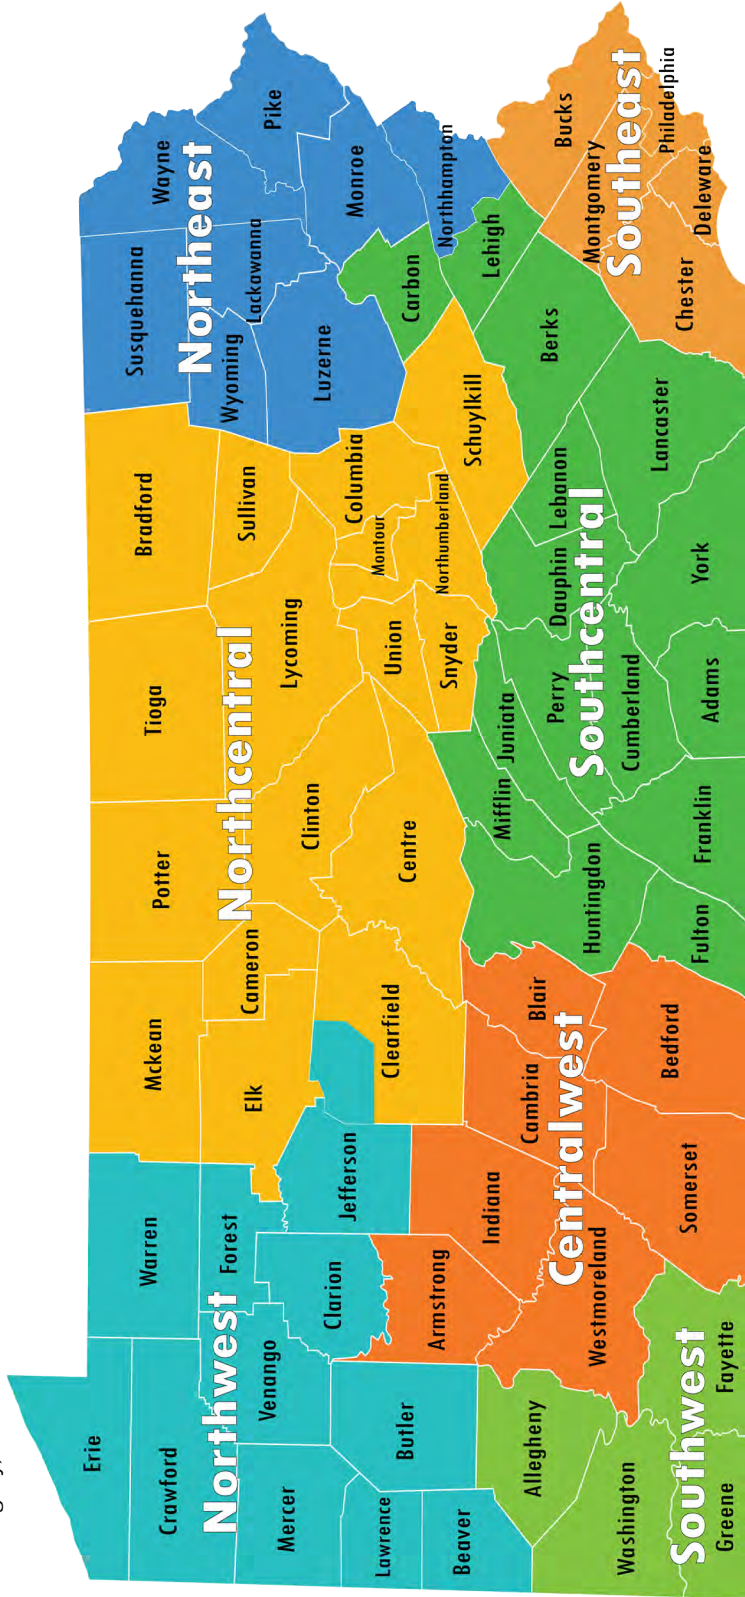 Erie
Crawford
Mercer
Lawrence
Beaver
Butler
Venango
Warren
Forest
Clarion
Jefferson
Northwest
Mckean
Potter
Tioga
Bradford
Elk
Cameron
Clinton
Lycoming
Sullivan
Clearfield
Centre
Union
Snyder
Montour
Columbia
Northumberland
Schuylkill
Northcentral
Susquehanna
Wayne
Wyoming
Lackawanna
Pike
Luzerne
Monroe
Northhampton
Northeast
Armstrong
Indiana
Cambria
Blair
Westmoreland
Somerset
Bedford
Centralwest
Allegheny
Washington
Greene
Fayette
Southwest
Huntingdon
Mifflin
Juniata
Perry
Dauphin
Lebanon
Cumberland
Fulton
Franklin
Adams
York
Lancaster
Berks
Lehigh
Carbon
Southcentral
Bucks
Montgomery
Philadelphia
Deleware
Chester
Southeast